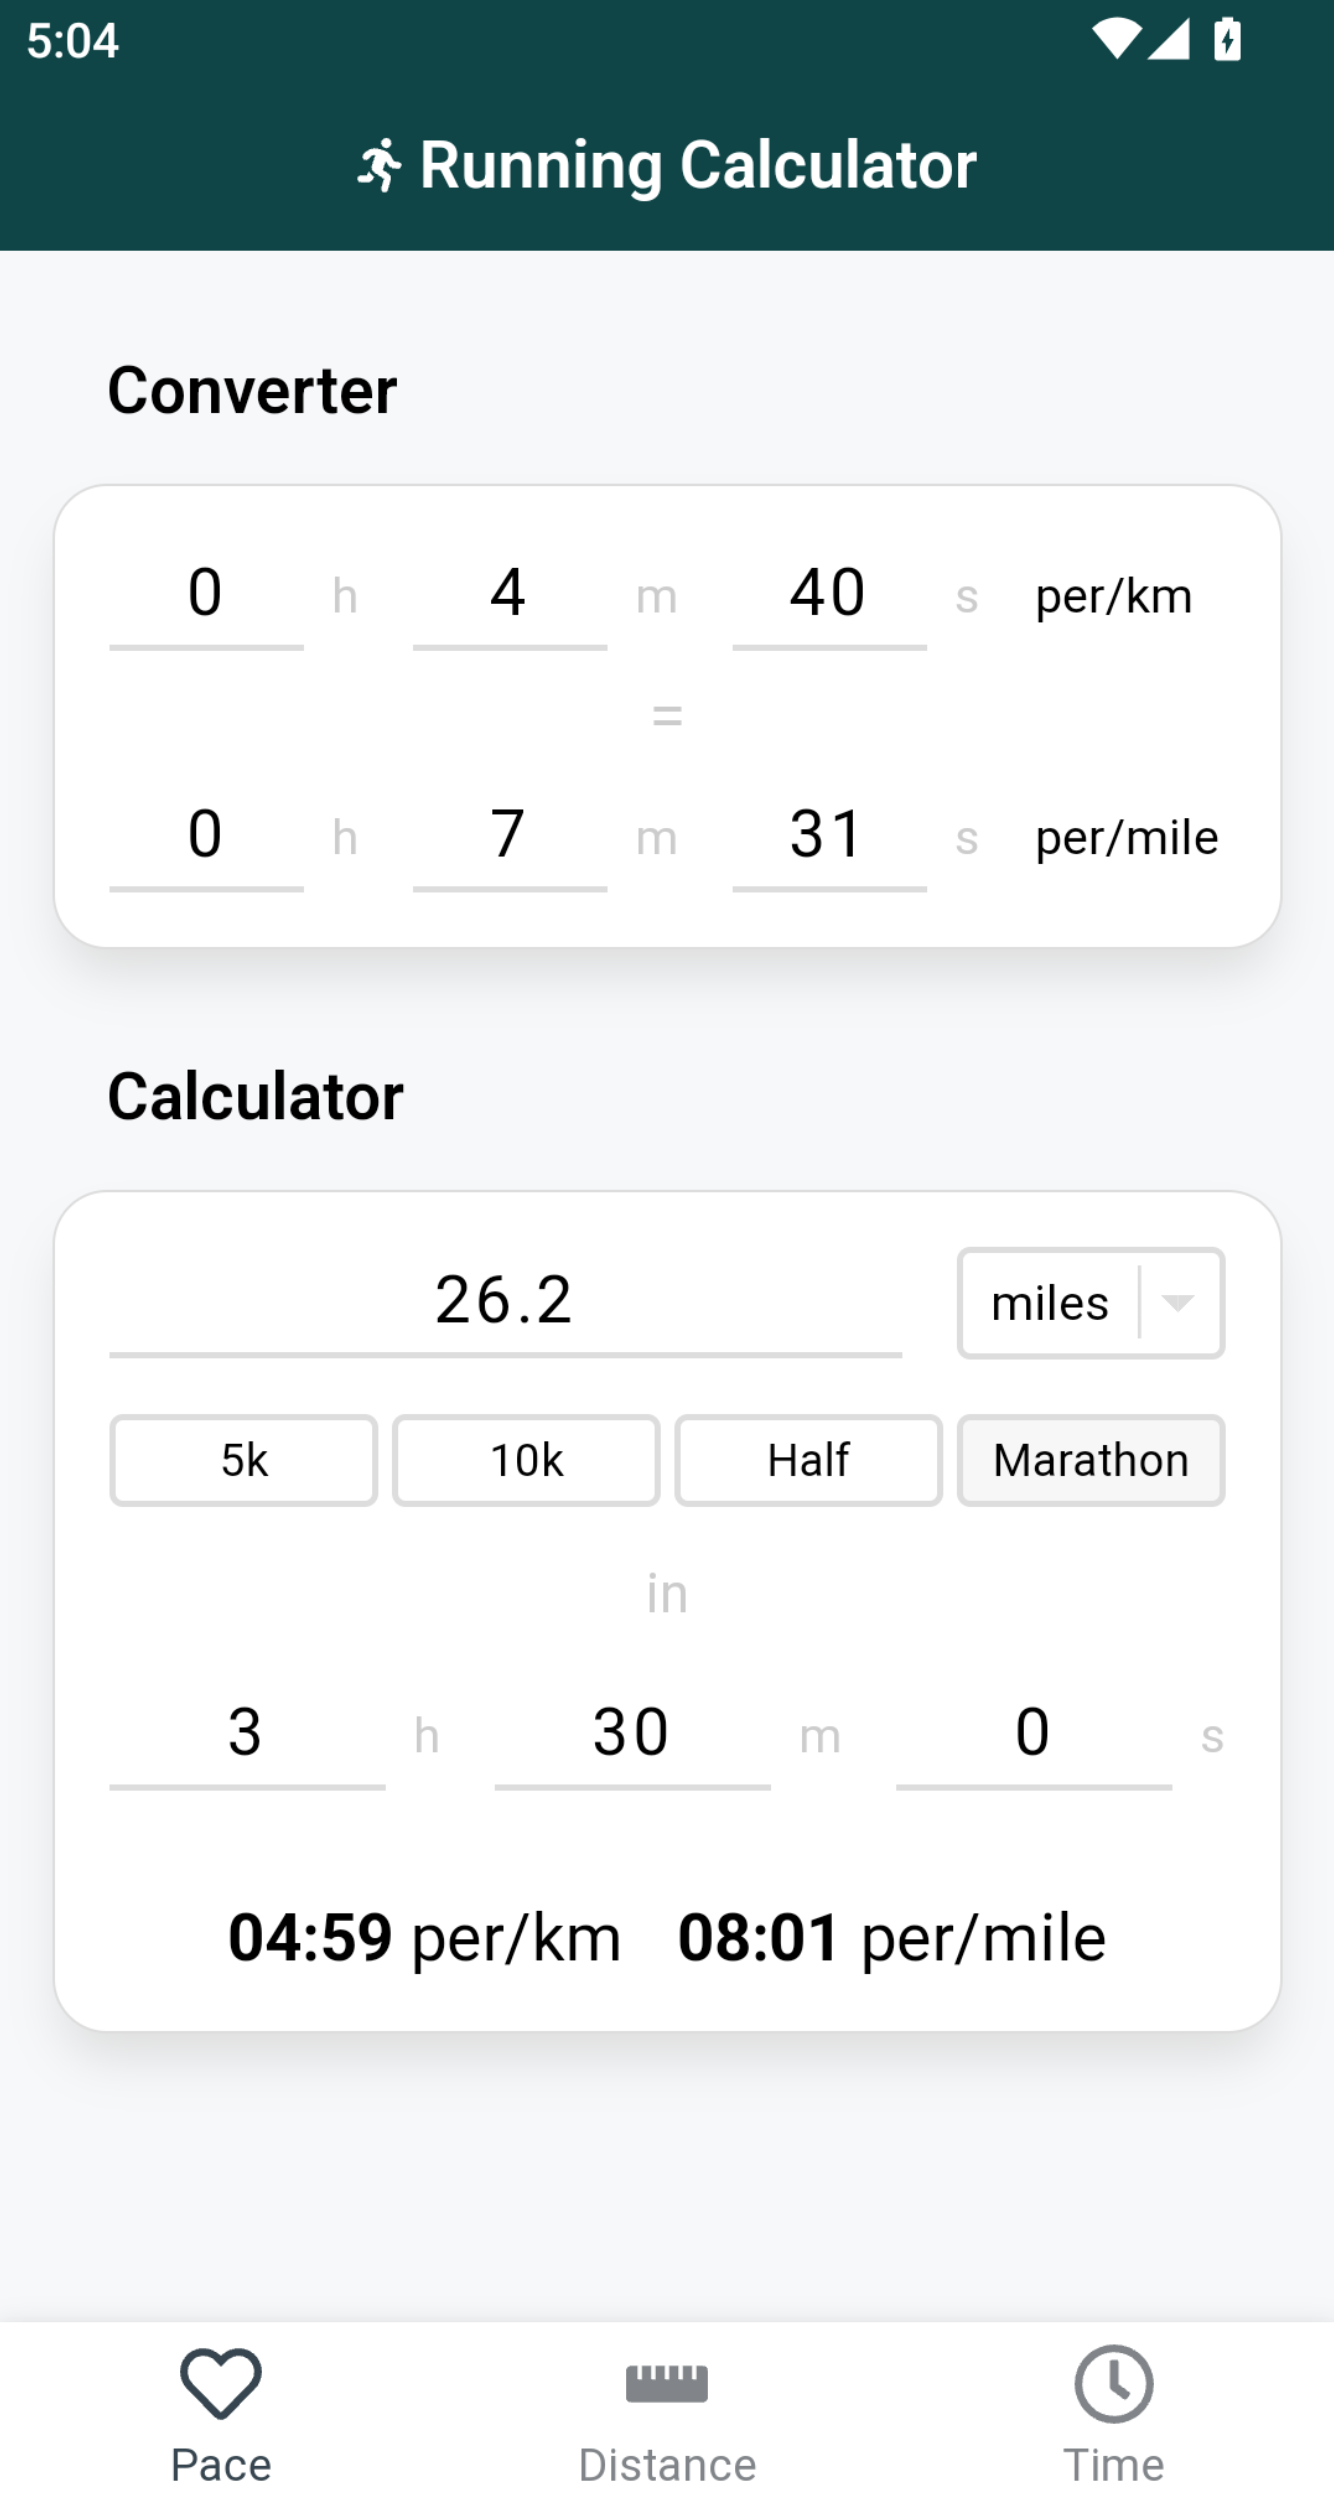 5:04
Running Calculator
Converter
0 h 4 m 40 s per/km
=
0 h 7 m 31 s per/mile
Calculator
26.2 miles
5k 10k Half Marathon
in
3 h 30 m 0 s
04:59 per/km 08:01 per/mile
Pace Distance Time